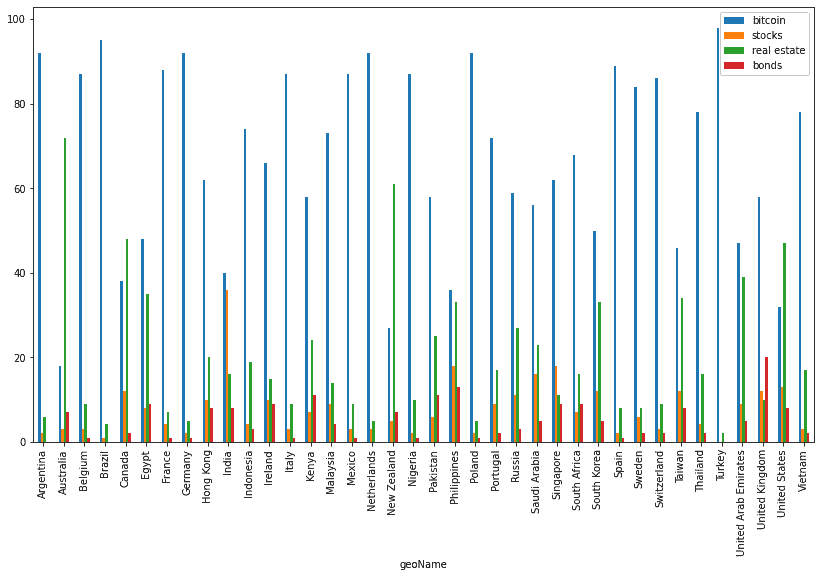 100
80
60
40
20
0
bitcoin
stocks
real estate
bonds
Argentina
Australia
Belgium
Brazil
Canada
Egypt
France
Germany
Hong Kong
India
Indonesia
Ireland
Italy
Kenya
Malaysia
Mexico
Netherlands
New Zealand
Nigeria
Pakistan
Philippines
Poland
Portugal
Russia
Saudi Arabia
Singapore
South Africa
South Korea
Spain
Sweden
Switzerland
Taiwan
Thailand
Turkey
United Arab Emirates
United Kingdom
United States
Vietnam
geoName